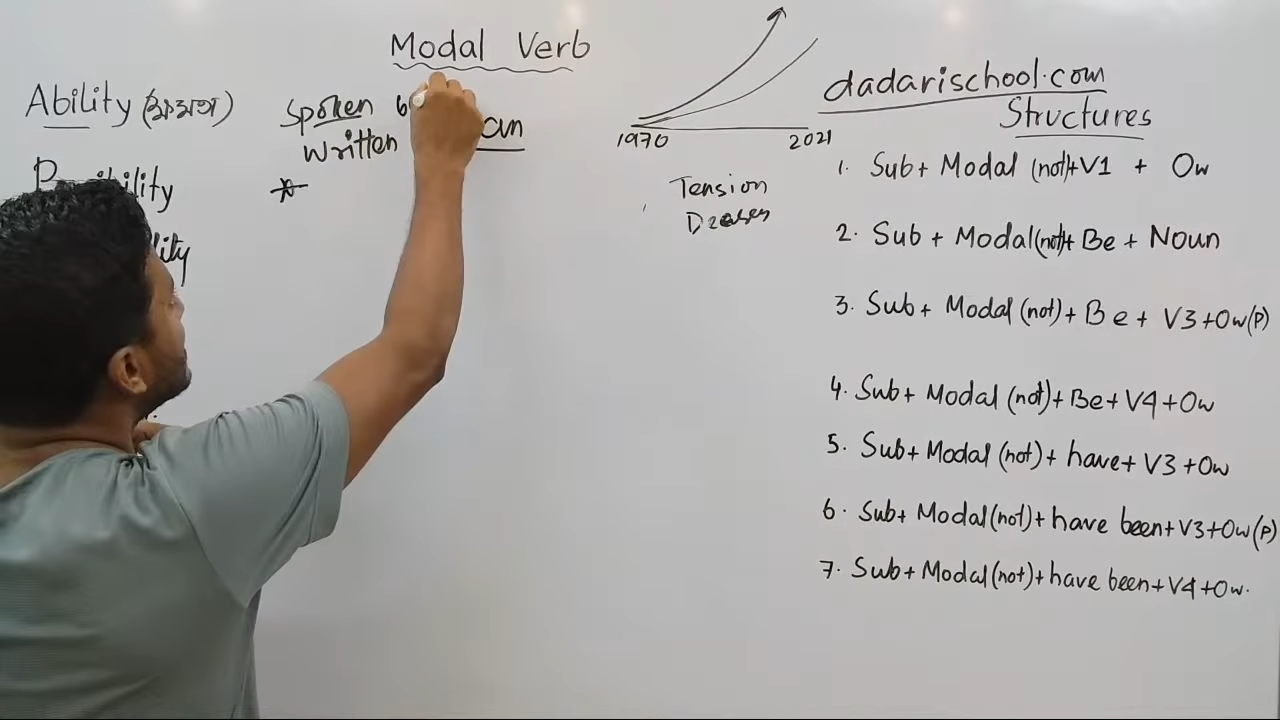 Modal Verb
Ability (ক্ষমতা)
Spoken
Written
1970 2021
Tension
Dzeases
dadarischool.com
Structures
1. Sub + Modal (not)+V1 + Ow
2. Sub + Modal(not)+ Be + Noun
3. Sub + Modal (not) + Be + V3+Ow(P)
4. Sub + Modal (not)+Be+V4+Ow
5. Sub+Modal (not)+ have+ V3+Ow
6. Sub+ Modal(not)+have been+V3+Ow(P)
7. Sub+Modal(not)+have been+V4+Ow.